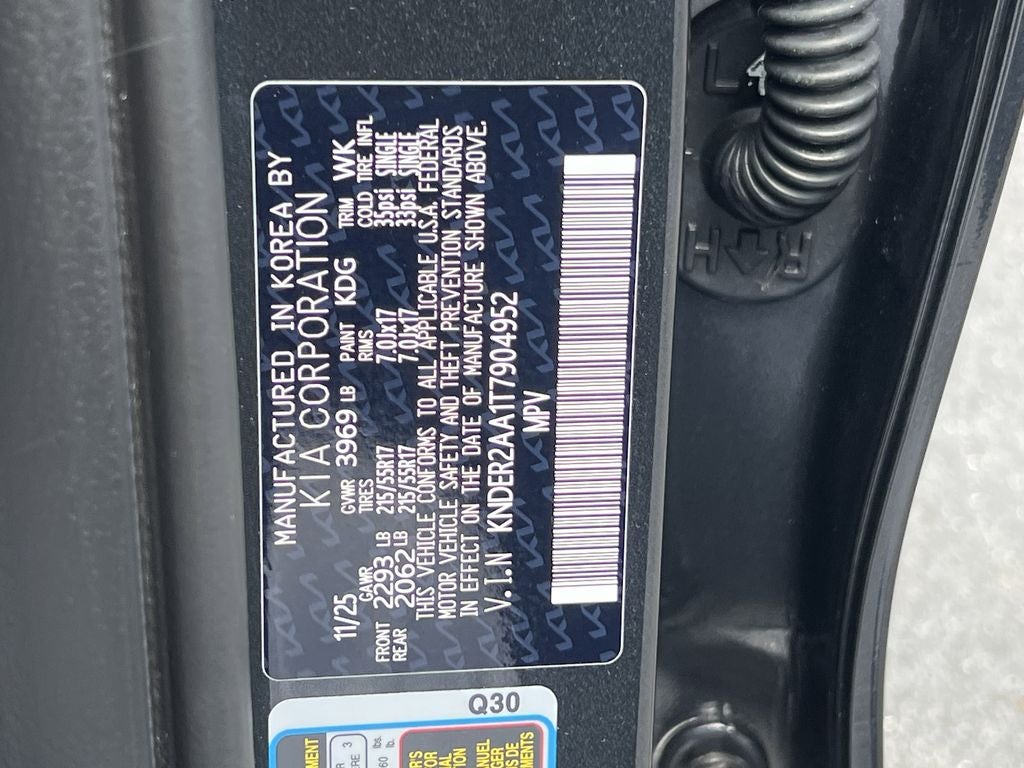 MANUFACTURED IN KOREA BY
KIA CORPORATION
11/25 GVWR 3969 LB PAINT KDG TRIM WK
GAWR TIRES RIMS COLD TIRE INFL
FRONT 2293 LB 215/55R17 7.0Jx17 35psi SINGLE
REAR 2062 LB 215/55R17 7.0Jx17 33psi SINGLE
THIS VEHICLE CONFORMS TO ALL APPLICABLE U.S.A. FEDERAL
MOTOR VEHICLE SAFETY AND THEFT PREVENTION STANDARDS
IN EFFECT ON THE DATE OF MANUFACTURE SHOWN ABOVE.
V.I.N KNDER2AA1T7904952
MPV
L
RH
Q30